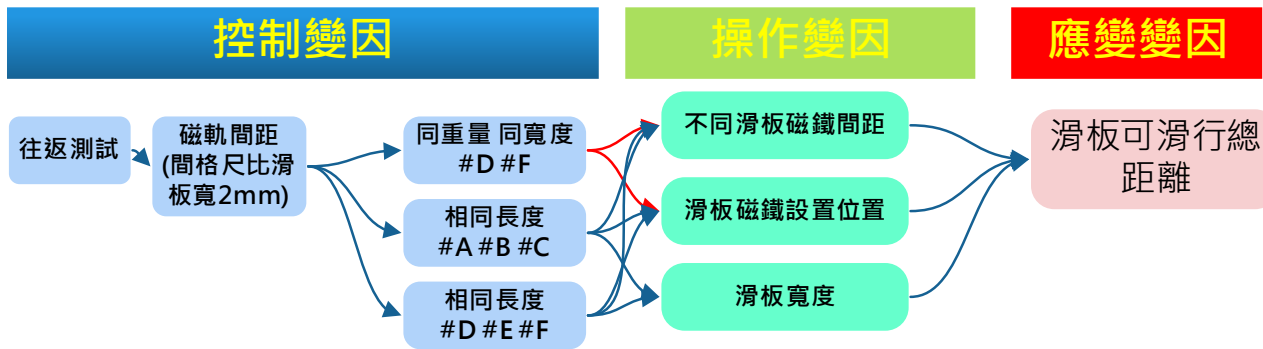 控制變因
操作變因
應變變因
往返測試
磁軌間距
(間格尺比滑
板寬2mm)
同重量 同寬度
#D #F
相同長度
#A #B #C
相同長度
#D #E #F
不同滑板磁鐵間距
滑板磁鐵設置位置
滑板寬度
滑板可滑行總
距離